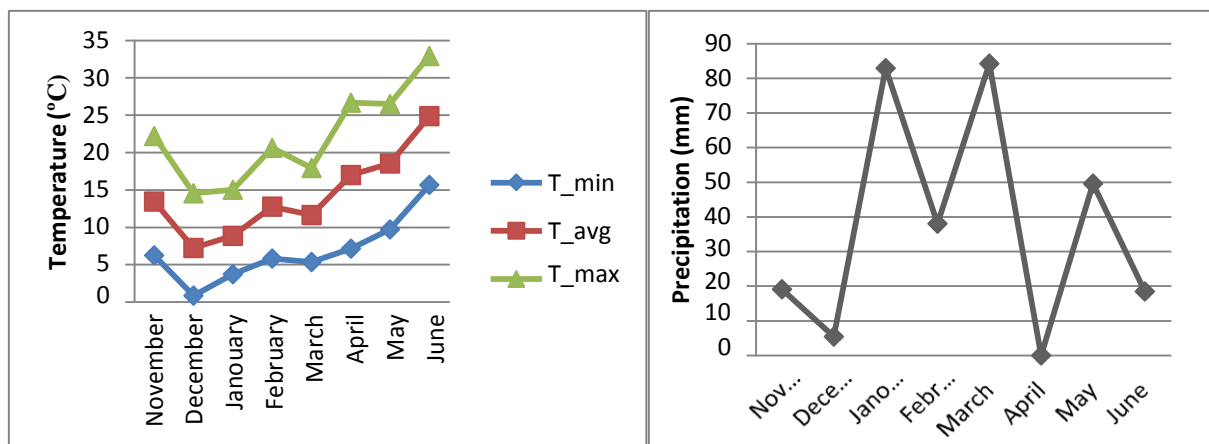 Temperature (°C)
35
30
25
20
15
10
5
0
November
December
Janouary
February
March
April
May
June
T_min
T_avg
T_max
Precipitation (mm)
90
80
70
60
50
40
30
20
10
0
Nov...
Dece...
Jano...
Febr...
March
April
May
June